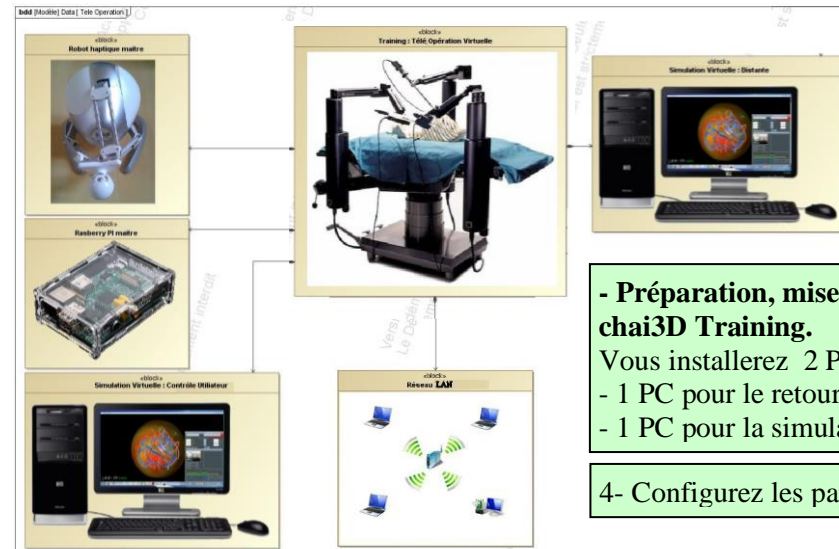 bdd [Modèle] Data [ Tele Operation ]
«block»
Robot haptique maitre
«block»
Training : Télé Opération Virtuelle
«block»
Simulation Virtuelle : Distante
«block»
Rasberry PI maitre
«block»
Simulation Virtuelle : Contrôle Utiliateur
«block»
Réseau LAN
- Préparation, mise
chai3D Training.
Vous installerez 2 P
- 1 PC pour le retour
- 1 PC pour la simula
4- Configurez les pa